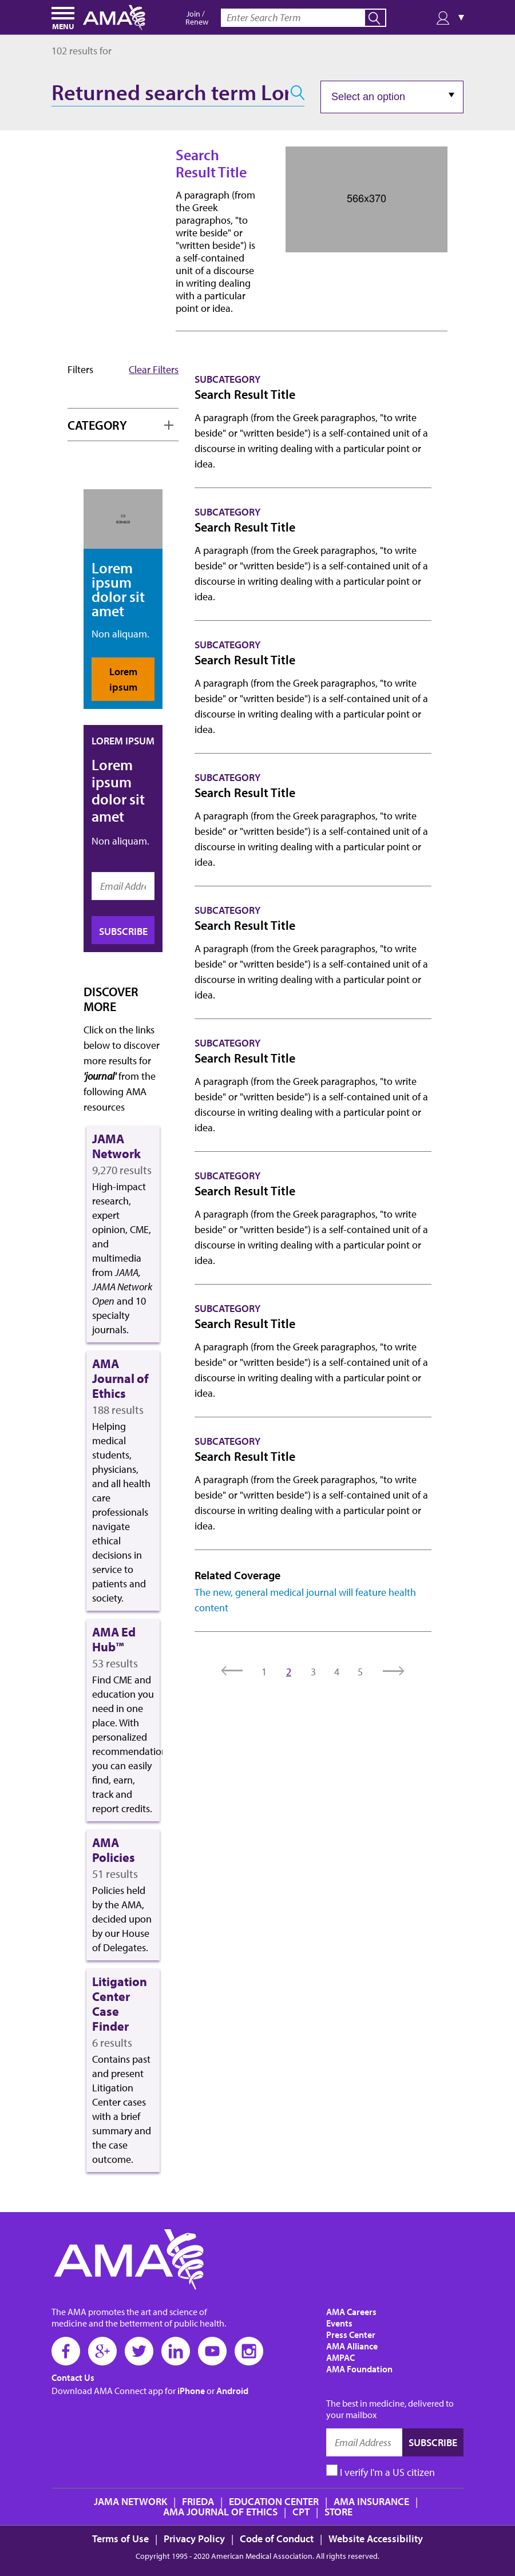 MENU
AMA
Join /
Renew
Enter Search Term
102 results for
Returned search term Lor
Select an option
Search
Result Title
A paragraph (from
the Greek
paragraphos, "to
write beside" or
"written beside") is
a self-contained
unit of a discourse
in writing dealing
with a particular
point or idea.
566x370
Filters
Clear Filters
CATEGORY
Lorem
ipsum
dolor sit
amet
Non aliquam.
Lorem
ipsum
LOREM IPSUM
Lorem
ipsum
dolor sit
amet
Non aliquam.
Email Addre
SUBSCRIBE
DISCOVER
MORE
Click on the links
below to discover
more results for
'journal' from the
following AMA
resources
JAMA
Network
9,270 results
High-impact
research,
expert
opinion, CME,
and
multimedia
from JAMA,
JAMA Network
Open and 10
specialty
journals.
AMA
Journal of
Ethics
188 results
Helping
medical
students,
physicians,
and all health
care
professionals
navigate
ethical
decisions in
service to
patients and
society.
AMA Ed
Hub™
53 results
Find CME and
education you
need in one
place. With
personalized
recommendation
you can easily
find, earn,
track and
report credits.
AMA
Policies
51 results
Policies held
by the AMA,
decided upon
by our House
of Delegates.
Litigation
Center
Case
Finder
6 results
Contains past
and present
Litigation
Center cases
with a brief
summary and
the case
outcome.
SUBCATEGORY
Search Result Title
A paragraph (from the Greek paragraphos, "to write
beside" or "written beside") is a self-contained unit of a
discourse in writing dealing with a particular point or
idea.
SUBCATEGORY
Search Result Title
A paragraph (from the Greek paragraphos, "to write
beside" or "written beside") is a self-contained unit of a
discourse in writing dealing with a particular point or
idea.
SUBCATEGORY
Search Result Title
A paragraph (from the Greek paragraphos, "to write
beside" or "written beside") is a self-contained unit of a
discourse in writing dealing with a particular point or
idea.
SUBCATEGORY
Search Result Title
A paragraph (from the Greek paragraphos, "to write
beside" or "written beside") is a self-contained unit of a
discourse in writing dealing with a particular point or
idea.
SUBCATEGORY
Search Result Title
A paragraph (from the Greek paragraphos, "to write
beside" or "written beside") is a self-contained unit of a
discourse in writing dealing with a particular point or
idea.
SUBCATEGORY
Search Result Title
A paragraph (from the Greek paragraphos, "to write
beside" or "written beside") is a self-contained unit of a
discourse in writing dealing with a particular point or
idea.
SUBCATEGORY
Search Result Title
A paragraph (from the Greek paragraphos, "to write
beside" or "written beside") is a self-contained unit of a
discourse in writing dealing with a particular point or
idea.
SUBCATEGORY
Search Result Title
A paragraph (from the Greek paragraphos, "to write
beside" or "written beside") is a self-contained unit of a
discourse in writing dealing with a particular point or
idea.
SUBCATEGORY
Search Result Title
A paragraph (from the Greek paragraphos, "to write
beside" or "written beside") is a self-contained unit of a
discourse in writing dealing with a particular point or
idea.
Related Coverage
The new, general medical journal will feature health
content
1 2 3 4 5
AMA
The AMA promotes the art and science of
medicine and the betterment of public health.
Contact Us
Download AMA Connect app for iPhone or Android
AMA Careers
Events
Press Center
AMA Alliance
AMPAC
AMA Foundation
The best in medicine, delivered to
your mailbox
Email Address
SUBSCRIBE
I verify I'm a US citizen
JAMA NETWORK | FRIEDA | EDUCATION CENTER | AMA INSURANCE |
AMA JOURNAL OF ETHICS | CPT | STORE
Terms of Use | Privacy Policy | Code of Conduct | Website Accessibility
Copyright 1995 - 2020 American Medical Association. All rights reserved.